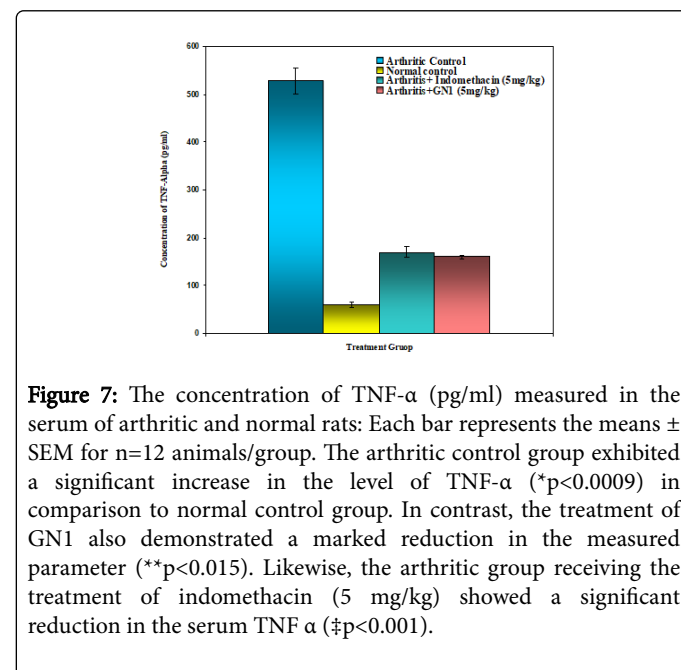 600
500
400
300
200
100
0
Concentration of TNF-Alpha (pg/ml)
Arthritic Control
Normal control
Arthritis+ Indomethacin (5mg/kg)
Arthritis+GN1 (5mg/kg)
Treatment Gruop
Figure 7: The concentration of TNF-α (pg/ml) measured in the
serum of arthritic and normal rats: Each bar represents the means ±
SEM for n=12 animals/group. The arthritic control group exhibited
a significant increase in the level of TNF-α (*p<0.0009) in
comparison to normal control group. In contrast, the treatment of
GN1 also demonstrated a marked reduction in the measured
parameter (**p<0.015). Likewise, the arthritic group receiving the
treatment of indomethacin (5 mg/kg) showed a significant
reduction in the serum TNF α (‡p<0.001).